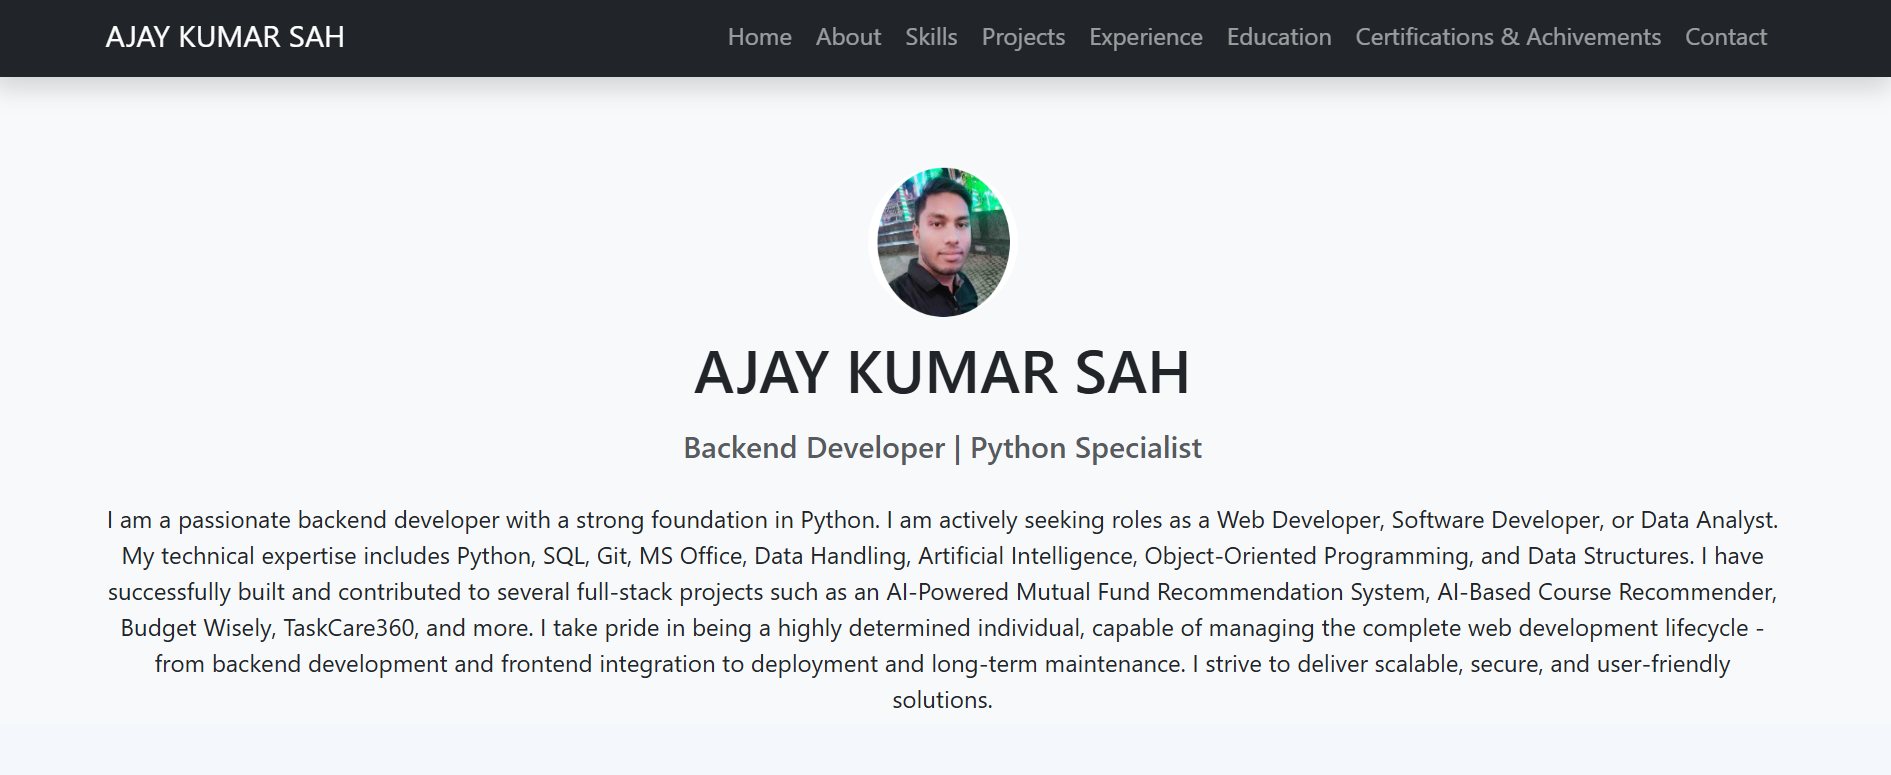 AJAY KUMAR SAH
Home About Skills Projects Experience Education Certifications & Achivements Contact
AJAY KUMAR SAH
Backend Developer | Python Specialist
I am a passionate backend developer with a strong foundation in Python. I am actively seeking roles as a Web Developer, Software Developer, or Data Analyst.
My technical expertise includes Python, SQL, Git, MS Office, Data Handling, Artificial Intelligence, Object-Oriented Programming, and Data Structures. I have
successfully built and contributed to several full-stack projects such as an AI-Powered Mutual Fund Recommendation System, AI-Based Course Recommender,
Budget Wisely, TaskCare360, and more. I take pride in being a highly determined individual, capable of managing the complete web development lifecycle -
from backend development and frontend integration to deployment and long-term maintenance. I strive to deliver scalable, secure, and user-friendly
solutions.